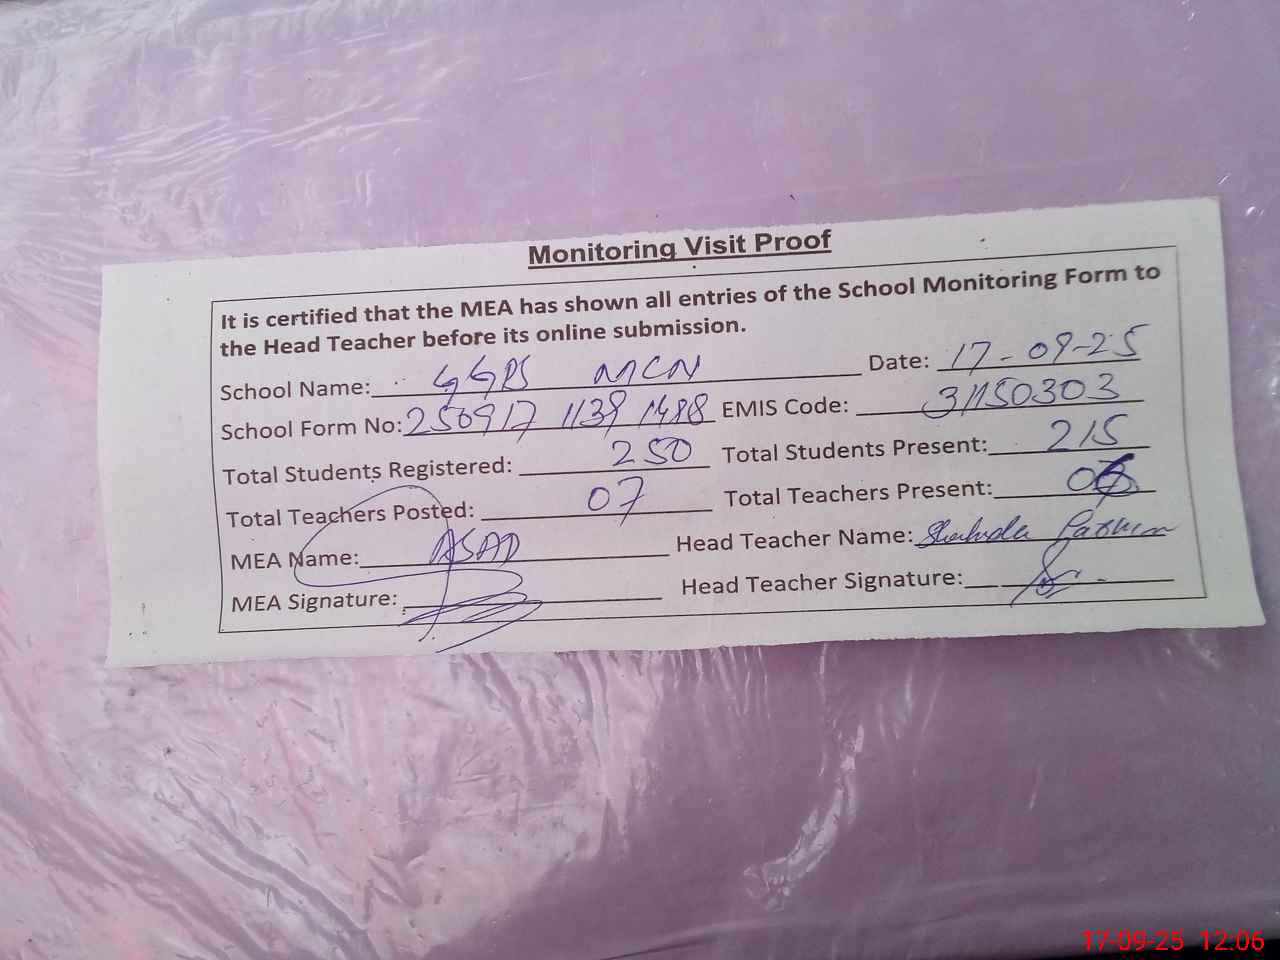 Monitoring Visit Proof
It is certified that the MEA has shown all entries of the School Monitoring Form to
the Head Teacher before its online submission.
School Name: GGPS MCN Date: 17-09-25
School Form No: 250917 1139 1488 EMIS Code: 31150303
Total Students Registered: 250 Total Students Present: 215
Total Teachers Posted: 07 Total Teachers Present:
MEA Name: ASAD Head Teacher Name: Shahida Parveen
MEA Signature: Head Teacher Signature:
17-09-25 12:06